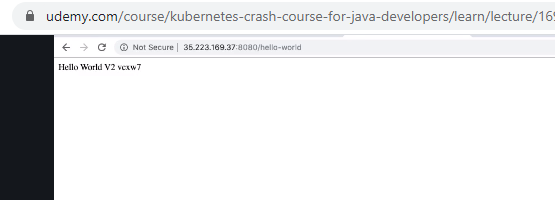 udemy.com/course/kubernetes-crash-course-for-java-developers/learn/lecture/169
Not Secure | 35.223.169.37:8080/hello-world
Hello World V2 vcxw7